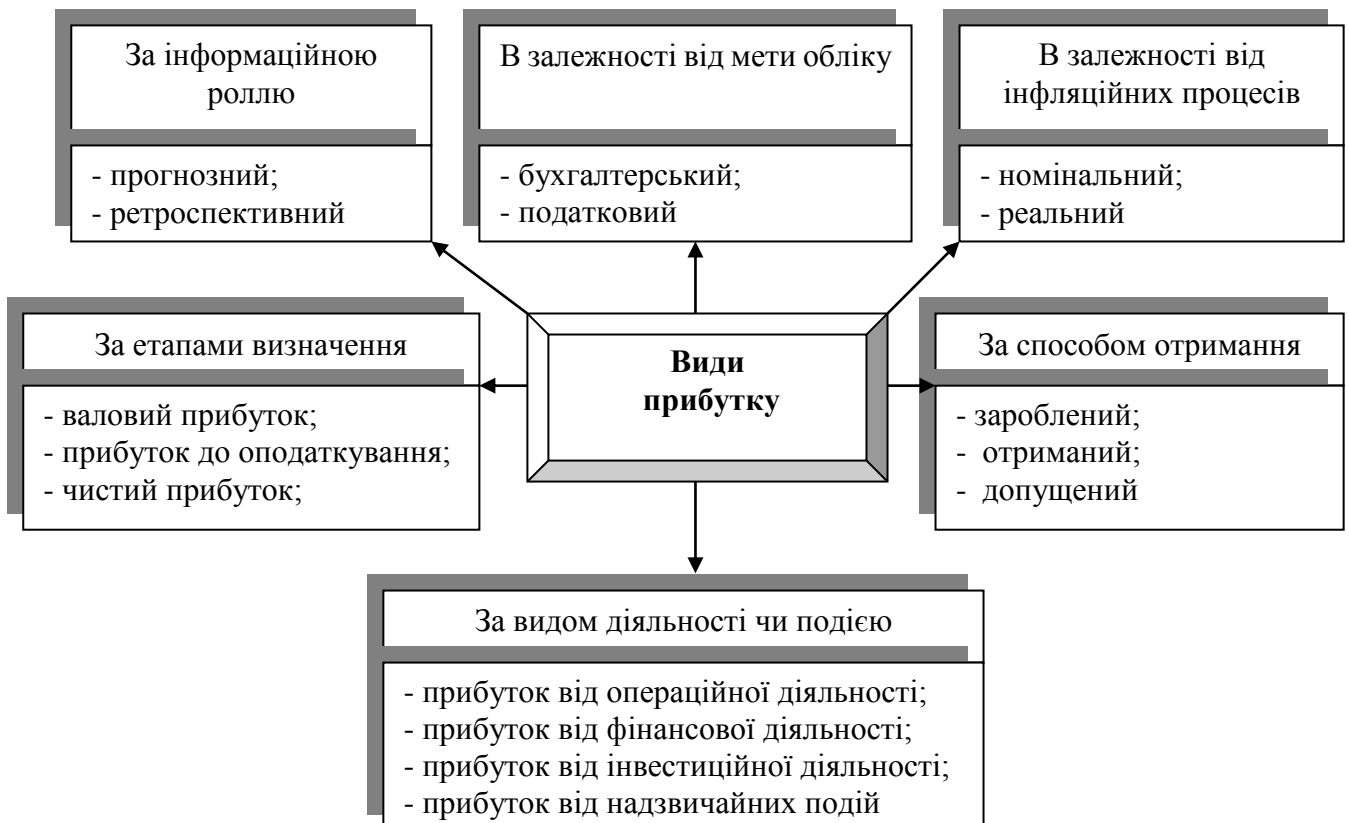 За інформаційною
роллю
- прогнозний;
- ретроспективний
В залежності від мети обліку
- бухгалтерський;
- податковий
В залежності від
інфляційних процесів
- номінальний;
- реальний
За етапами визначення
- валовий прибуток;
- прибуток до оподаткування;
- чистий прибуток;
Види
прибутку
За способом отримання
- зароблений;
-  отриманий;
-  допущений
За видом діяльності чи подією
- прибуток від операційної діяльності;
- прибуток від фінансової діяльності;
- прибуток від інвестиційної діяльності;
- прибуток від надзвичайних подій